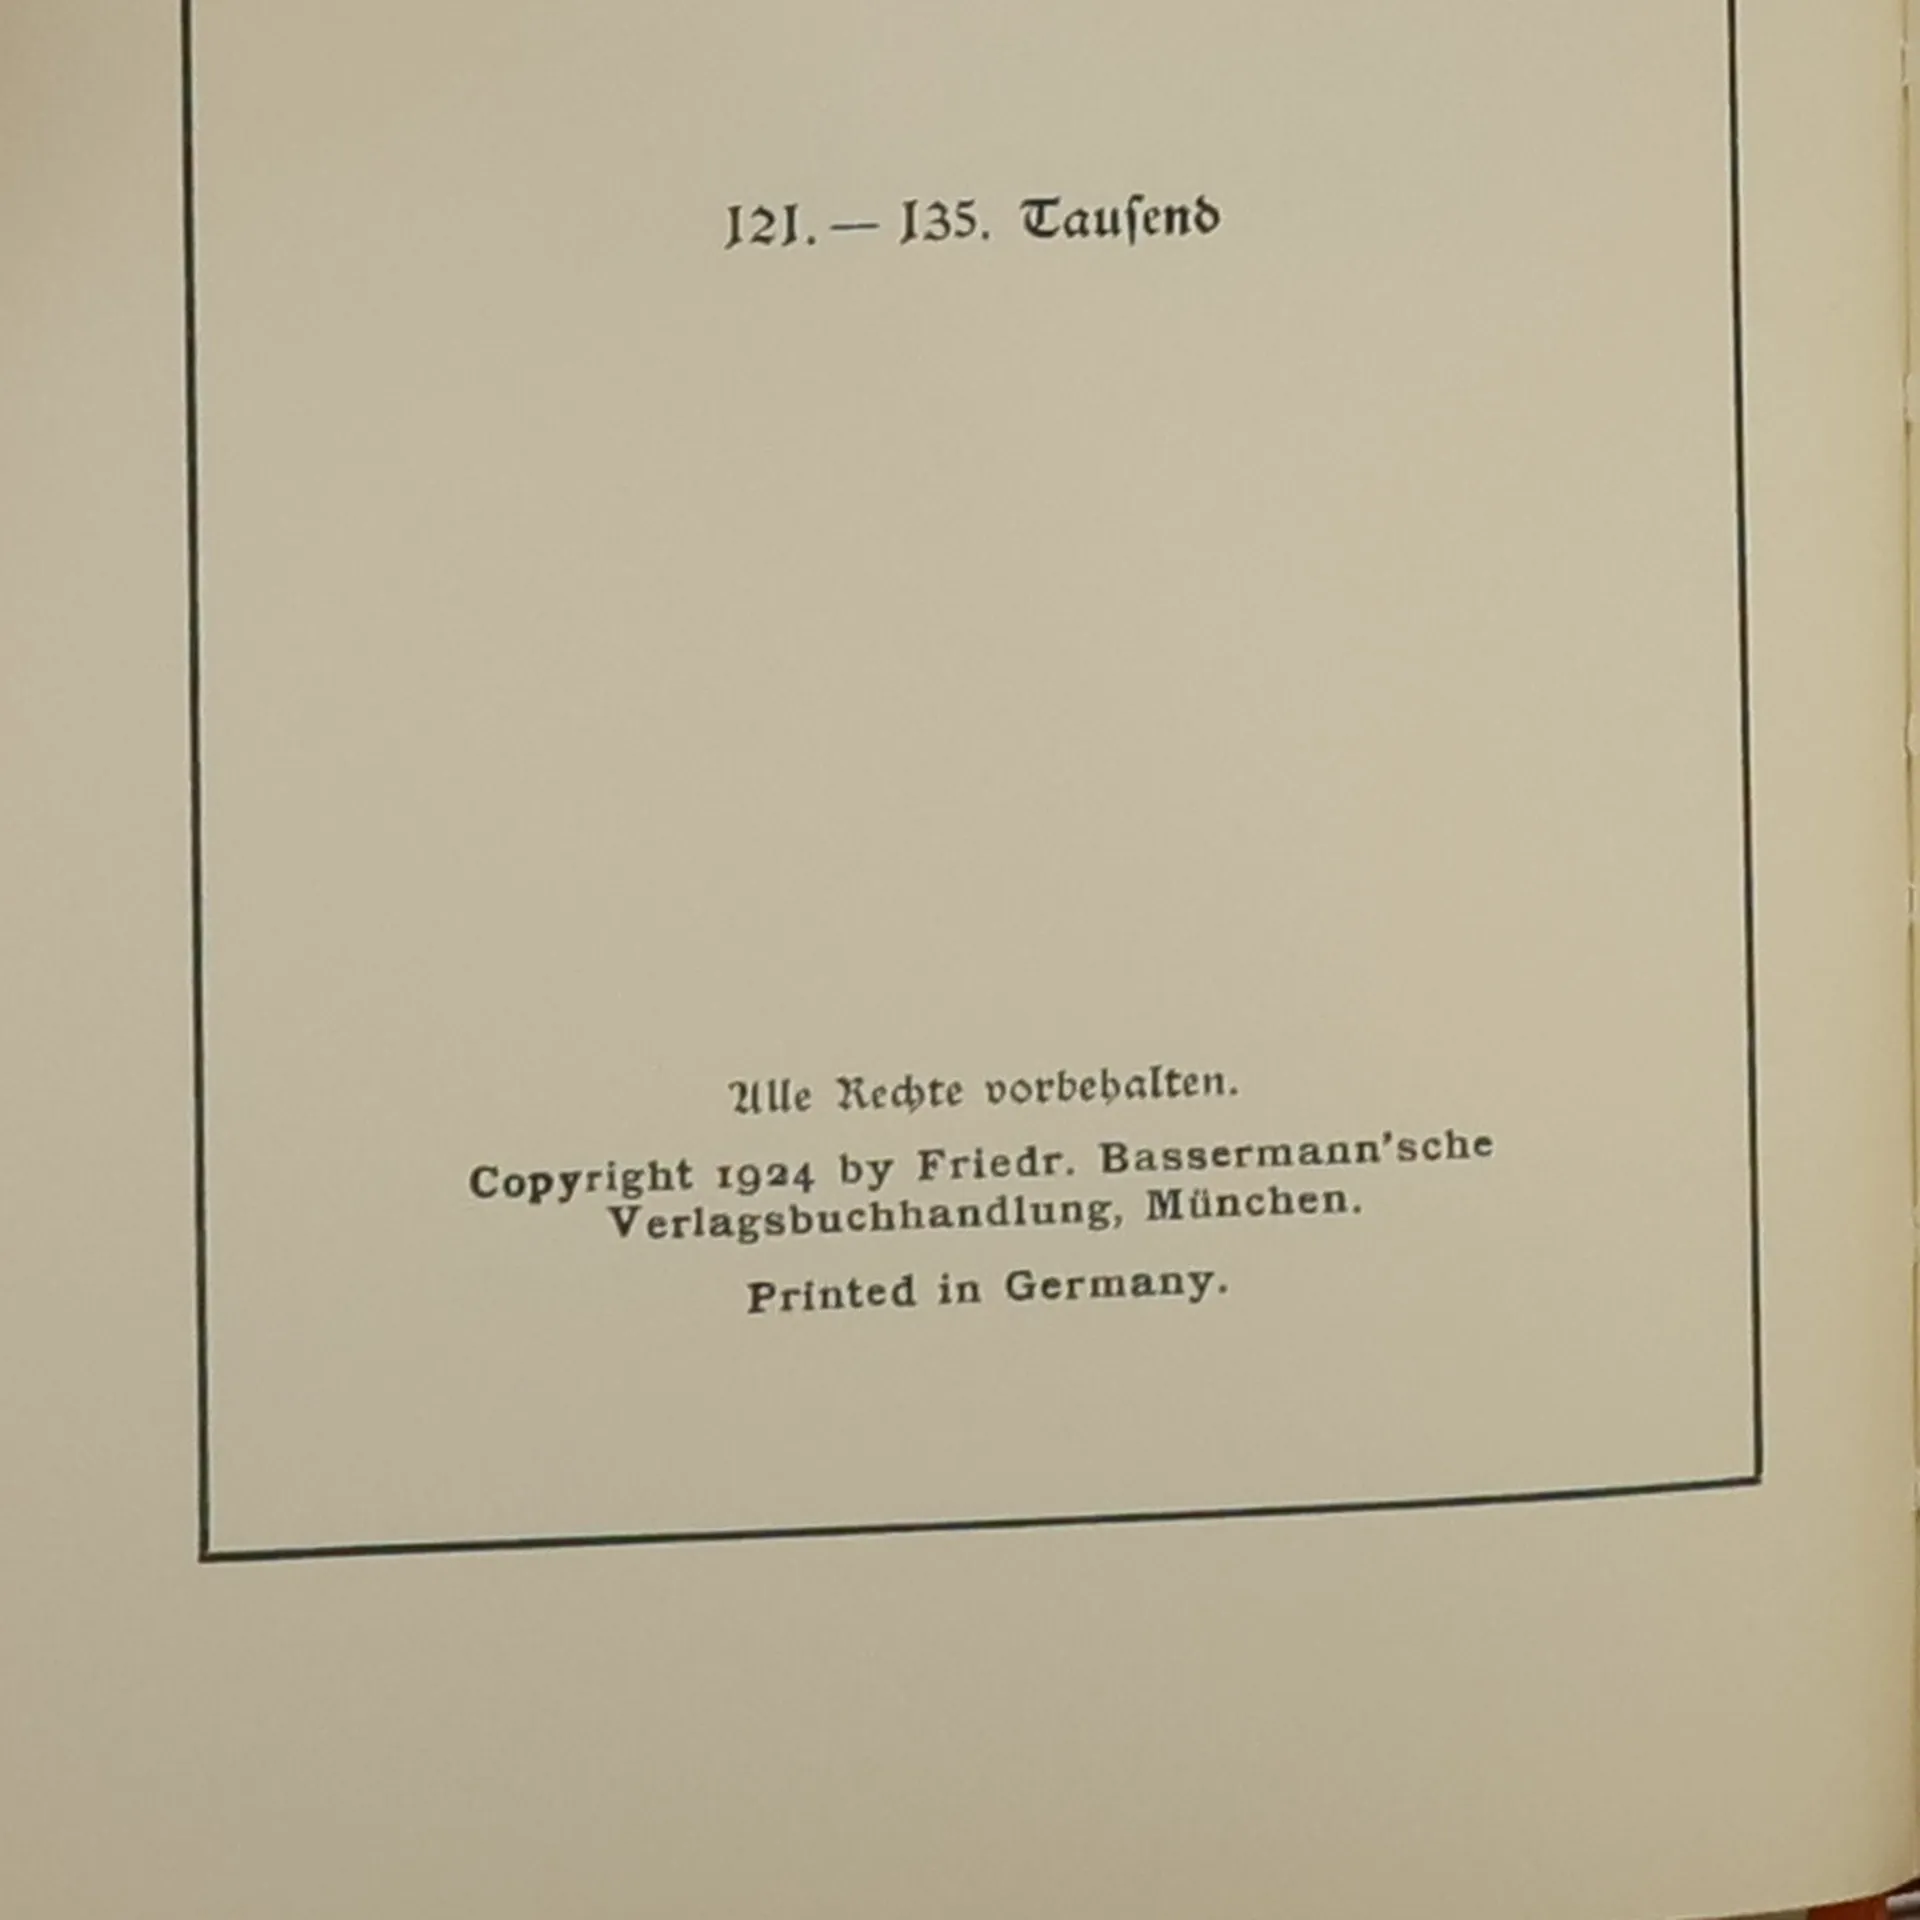 121. — 135. Tauſend
Alle Rechte vorbehalten.
Copyright 1924 by Friedr. Bassermann'sche
Verlagsbuchhandlung, München.
Printed in Germany.